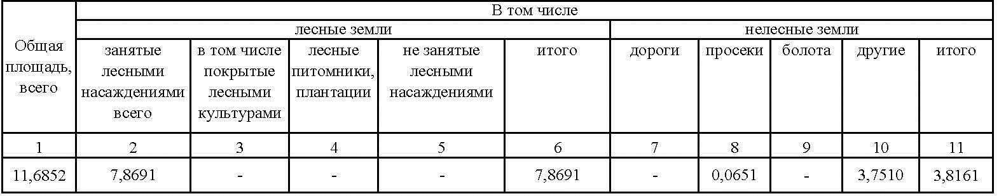 В том числе
лесные земли
нелесные земли
Общая
площадь,
всего
занятые
лесными
насаждениями
всего
в том числе
покрытые
лесными
культурами
лесные
питомники,
плантации
не занятые
лесными
насаждениями
итого
дороги
просеки
болота
другие
итого
1 2 3 4 5 6 7 8 9 10 11
11,6852 7,8691 - - - 7,8691 - 0,0651 - 3,7510 3,8161